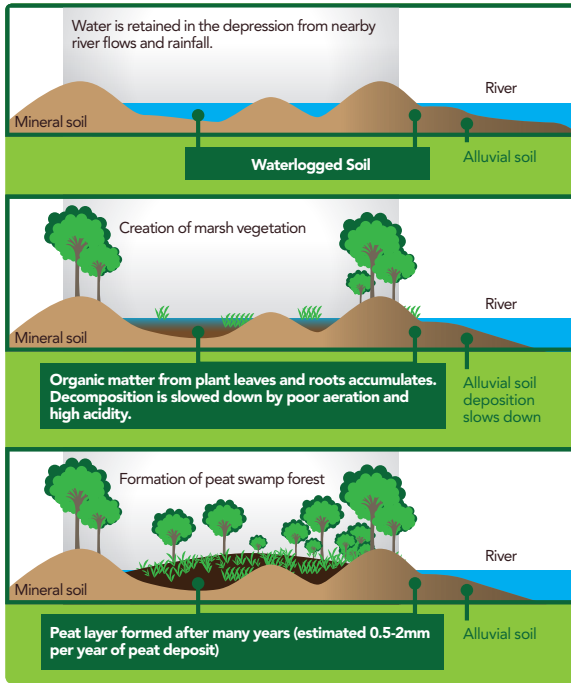 Water is retained in the depression from nearby
river flows and rainfall.
River
Mineral soil
Waterlogged Soil
Alluvial soil
Creation of marsh vegetation
River
Mineral soil
Organic matter from plant leaves and roots accumulates.
Decomposition is slowed down by poor aeration and
high acidity.
Alluvial soil
deposition
slows down
Formation of peat swamp forest
River
Mineral soil
Peat layer formed after many years (estimated 0.5-2mm
per year of peat deposit)
Alluvial soil